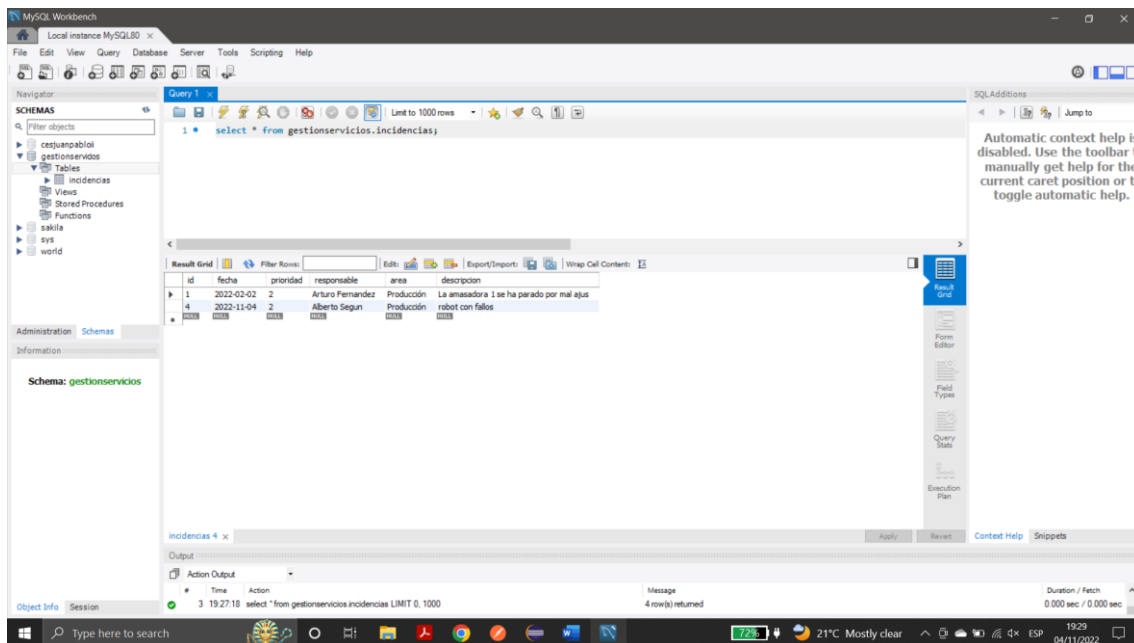 MySQL Workbench
Local instance MySQL80 ×
File Edit View Query Database Server Tools Scripting Help
Navigator
SCHEMAS
Filter objects
cesjuanpabloii
gestionservicios
Tables
incidencias
Views
Stored Procedures
Functions
sakila
sys
world
Administration Schemas
Information
Schema: gestionservicios
Object Info Session
Query 1 ×
Limit to 1000 rows
1 select * from gestionservicios.incidencias;
Result Grid Filter Rows: Edit: Export/Import: Wrap Cell Content:
id fecha prioridad responsable area descripcion
1 2022-02-02 2 Arturo Fernandez Producción La amasadora 1 se ha parado por mal ajus
4 2022-11-04 2 Alberto Segun Producción robot con fallos
NULL NULL NULL NULL NULL NULL
Result Grid
Form Editor
Field Types
Query Stats
Execution Plan
incidencias 4 ×
Apply Revert
Output
Action Output
# Time Action Message Duration / Fetch
3 19:27:18 select * from gestionservicios.incidencias LIMIT 0, 1000 4 row(s) returned 0.000 sec / 0.000 sec
SQLAdditions
Jump to
Automatic context help is
disabled. Use the toolbar t
manually get help for the
current caret position or t
toggle automatic help.
Context Help Snippets
Type here to search
72% 21°C Mostly clear ESP 19:29
04/11/2022